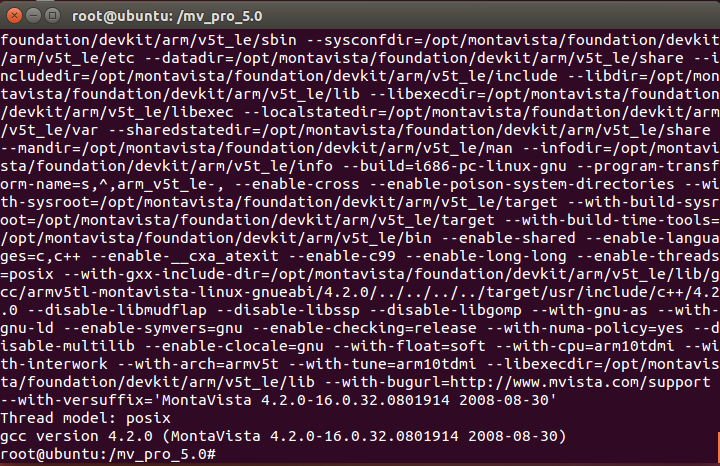 root@ubuntu: /mv_pro_5.0
foundation/devkit/arm/v5t_le/sbin --sysconfdir=/opt/montavista/foundation/devkit
/arm/v5t_le/etc --datadir=/opt/montavista/foundation/devkit/arm/v5t_le/share --i
ncludedir=/opt/montavista/foundation/devkit/arm/v5t_le/include --libdir=/opt/mon
tavista/foundation/devkit/arm/v5t_le/lib --libexecdir=/opt/montavista/foundation
/devkit/arm/v5t_le/libexec --localstatedir=/opt/montavista/foundation/devkit/arm
/v5t_le/var --sharedstatedir=/opt/montavista/foundation/devkit/arm/v5t_le/share 
--mandir=/opt/montavista/foundation/devkit/arm/v5t_le/man --infodir=/opt/montavi
sta/foundation/devkit/arm/v5t_le/info --build=i686-pc-linux-gnu --program-transf
orm-name=s,^,arm_v5t_le-, --enable-cross --enable-poison-system-directories --wi
th-sysroot=/opt/montavista/foundation/devkit/arm/v5t_le/target --with-build-sysr
oot=/opt/montavista/foundation/devkit/arm/v5t_le/target --with-build-time-tools=
/opt/montavista/foundation/devkit/arm/v5t_le/bin --enable-shared --enable-langua
ges=c,c++ --enable-__cxa_atexit --enable-c99 --enable-long-long --enable-threads
=posix --with-gxx-include-dir=/opt/montavista/foundation/devkit/arm/v5t_le/lib/g
cc/armv5tl-montavista-linux-gnueabi/4.2.0/../../../../target/usr/include/c++/4.2
.0 --disable-libmudflap --disable-libssp --disable-libgomp --with-gnu-as --with-
gnu-ld --enable-symvers=gnu --enable-checking=release --with-numa-policy=yes --d
isable-multilib --enable-clocale=gnu --with-float=soft --with-cpu=arm10tdmi --wi
th-interwork --with-arch=armv5t --with-tune=arm10tdmi --libexecdir=/opt/montavis
ta/foundation/devkit/arm/v5t_le/lib --with-bugurl=http://www.mvista.com/support 
--with-versuffix='MontaVista 4.2.0-16.0.32.0801914 2008-08-30'
Thread model: posix
gcc version 4.2.0 (MontaVista 4.2.0-16.0.32.0801914 2008-08-30)
root@ubuntu:/mv_pro_5.0#